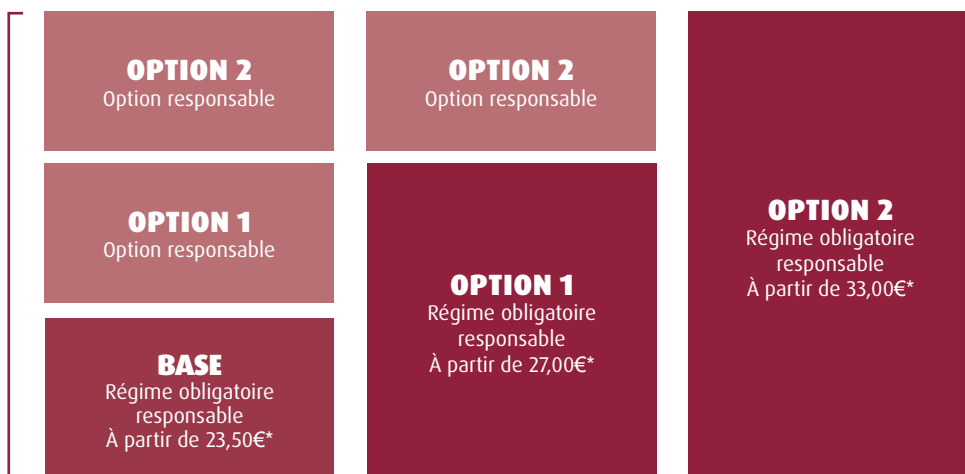 OPTION 2
Option responsable
OPTION 1
Option responsable
BASE
Régime obligatoire
responsable
À partir de 23,50€*
OPTION 2
Option responsable
OPTION 1
Régime obligatoire
responsable
À partir de 27,00€*
OPTION 2
Régime obligatoire
responsable
À partir de 33,00€*